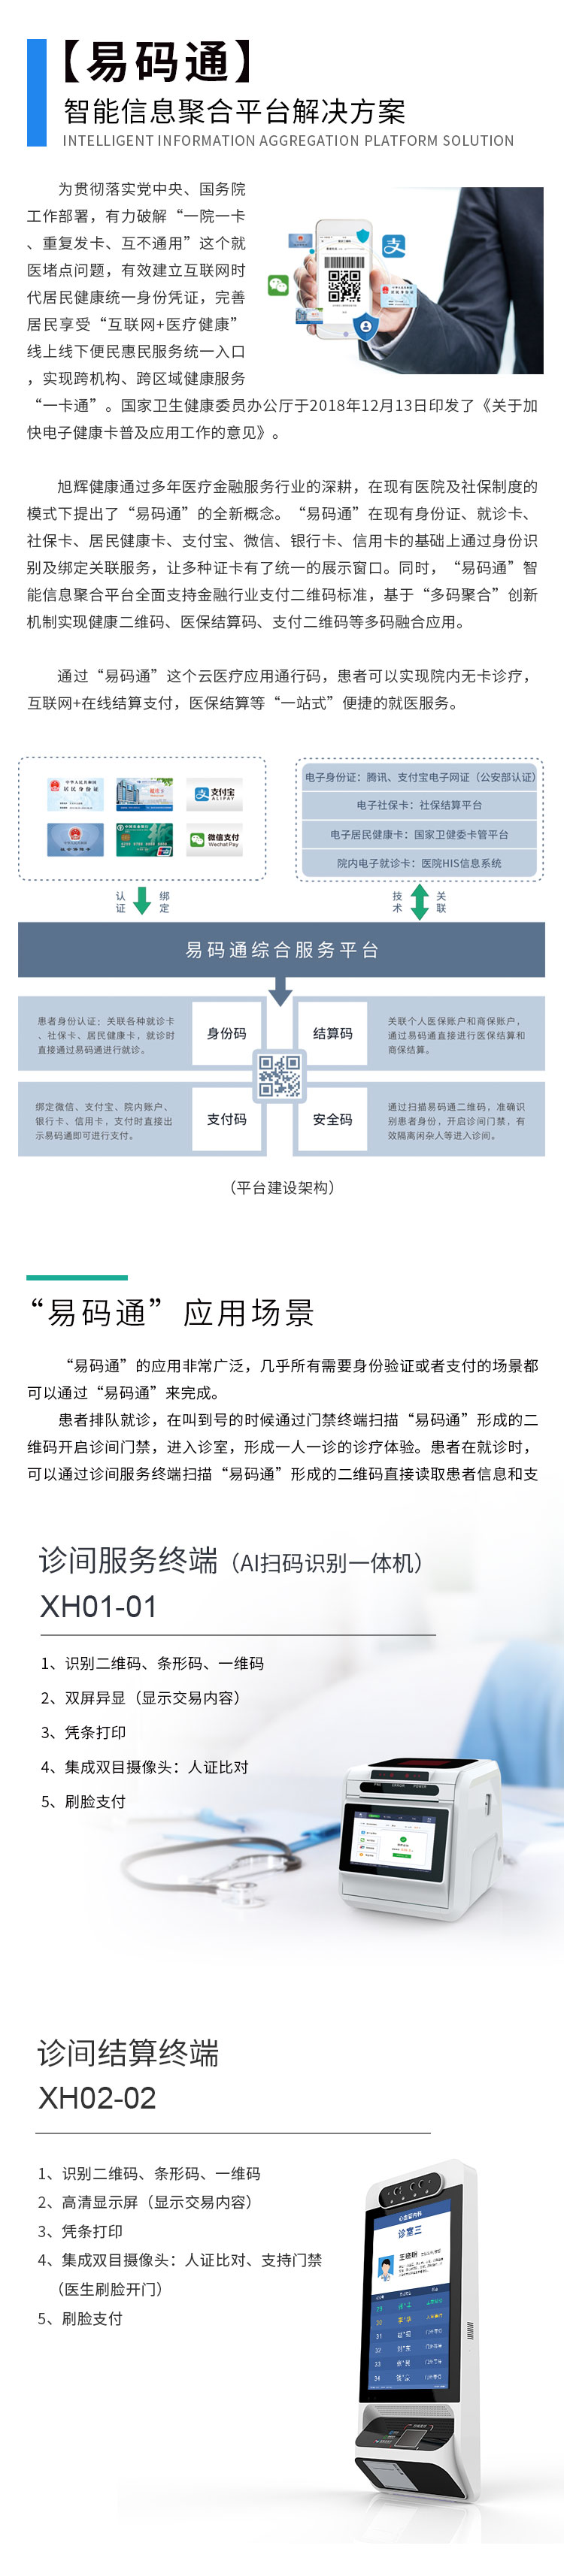 【易码通】
智能信息聚合平台解决方案
INTELLIGENT INFORMATION AGGREGATION PLATFORM SOLUTION
为贯彻落实党中央、国务院
工作部署，有力破解“一院一卡
、重复发卡、互不通用”这个就
医堵点问题，有效建立互联网时
代居民健康统一身份凭证，完善
居民享受“互联网+医疗健康”
线上线下便民惠民服务统一入口
，实现跨机构、跨区域健康服务
“一卡通”。国家卫生健康委员办公厅于2018年12月13日印发了《关于加
快电子健康卡普及应用工作的意见》。
旭辉健康通过多年医疗金融服务行业的深耕，在现有医院及社保制度的
模式下提出了“易码通”的全新概念。“易码通”在现有身份证、就诊卡、
社保卡、居民健康卡、支付宝、微信、银行卡、信用卡的基础上通过身份识
别及绑定关联服务，让多种证卡有了统一的展示窗口。同时，“易码通”智
能信息聚合平台全面支持金融行业支付二维码标准，基于“多码聚合”创新
机制实现健康二维码、医保结算码、支付二维码等多码融合应用。
通过“易码通”这个云医疗应用通行码，患者可以实现院内无卡诊疗，
互联网+在线结算支付，医保结算等“一站式”便捷的就医服务。
中华人民共和国
居民身份证
支付宝
ALIPAY
微信支付
WechatPay
电子身份证：腾讯、支付宝电子网证（公安部认证）
电子社保卡：社保结算平台
电子居民健康卡：国家卫健委卡管平台
院内电子就诊卡：医院HIS信息系统
认证 绑定
技术 关联
易码通综合服务平台
患者身份认证；关联各种就诊卡
、社保卡、居民健康卡，就诊时
直接通过易码通进行就诊。
身份码
结算码
关联个人医保账户和商保账户，
通过易码通直接进行医保结算和
商保结算。
绑定微信、支付宝、院内账户、
银行卡、信用卡，支付时直接出
示易码通即可进行支付。
支付码
安全码
通过扫描易码通二维码，准确识
别患者身份，开启诊间门禁，有
效隔离闲杂人等进入诊间。
（平台建设架构）
“易码通”应用场景
“易码通”的应用非常广泛，几乎所有需要身份验证或者支付的场景都
可以通过“易码通”来完成。
患者排队就诊，在叫到号的时候通过门禁终端扫描“易码通”形成的二
维码开启诊间门禁，进入诊室，形成一人一诊的诊疗体验。患者在就诊时，
可以通过诊间服务终端扫描“易码通”形成的二维码直接读取患者信息和支
诊间服务终端（AI扫码识别一体机）
XH01-01
1、识别二维码、条形码、一维码
2、双屏异显（显示交易内容）
3、凭条打印
4、集成双目摄像头：人证比对
5、刷脸支付
诊间结算终端
XH02-02
1、识别二维码、条形码、一维码
2、高清显示屏（显示交易内容）
3、凭条打印
4、集成双目摄像头：人证比对、支持门禁
（医生刷脸开门）
5、刷脸支付
诊室三